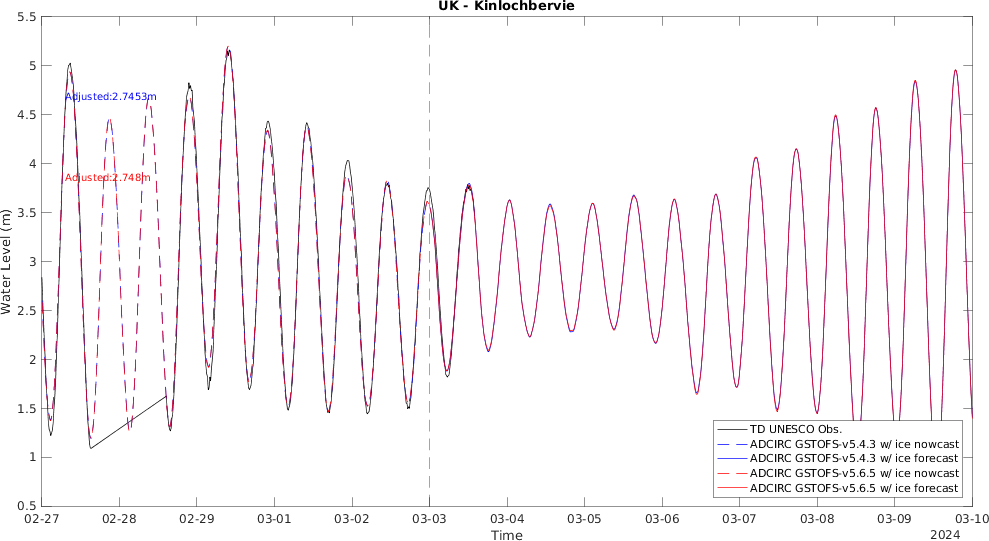 UK - Kinlochbervie
5.5
5
4.5
4
3.5
3
2.5
2
1.5
1
0.5
Water Level (m)
Adjusted:2.7453m
Adjusted:2.748m
TD UNESCO Obs.
ADCIRC GSTOFS-v5.4.3 w/ ice nowcast
ADCIRC GSTOFS-v5.4.3 w/ ice forecast
ADCIRC GSTOFS-v5.6.5 w/ ice nowcast
ADCIRC GSTOFS-v5.6.5 w/ ice forecast
02-27 02-28 02-29 03-01 03-02 03-03 03-04 03-05 03-06 03-07 03-08 03-09 03-10
Time
2024